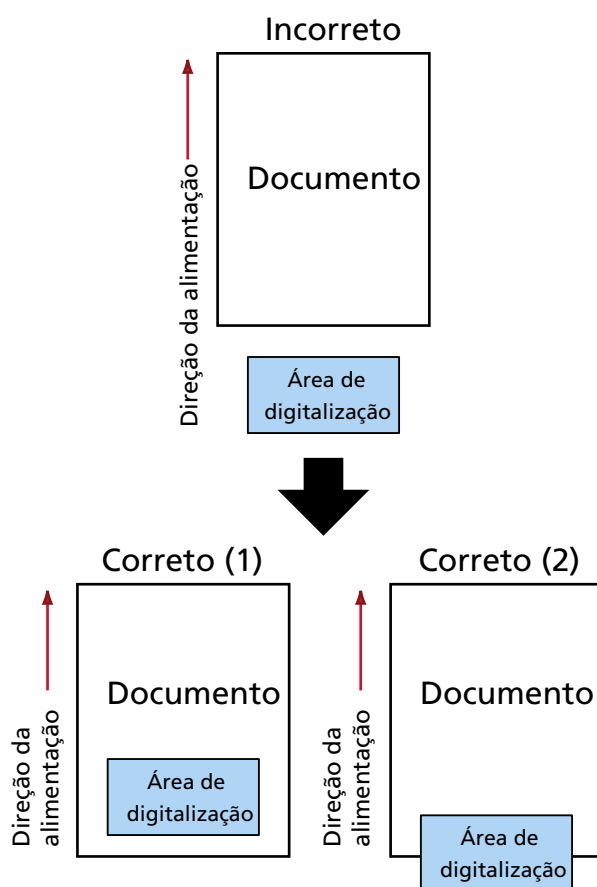 Incorreto
Direção da alimentação
Documento
Área de
digitalização
Correto (1)
Direção da
alimentação
Documento
Área de
digitalização
Correto (2)
Direção da
alimentação
Documento
Área de
digitalização